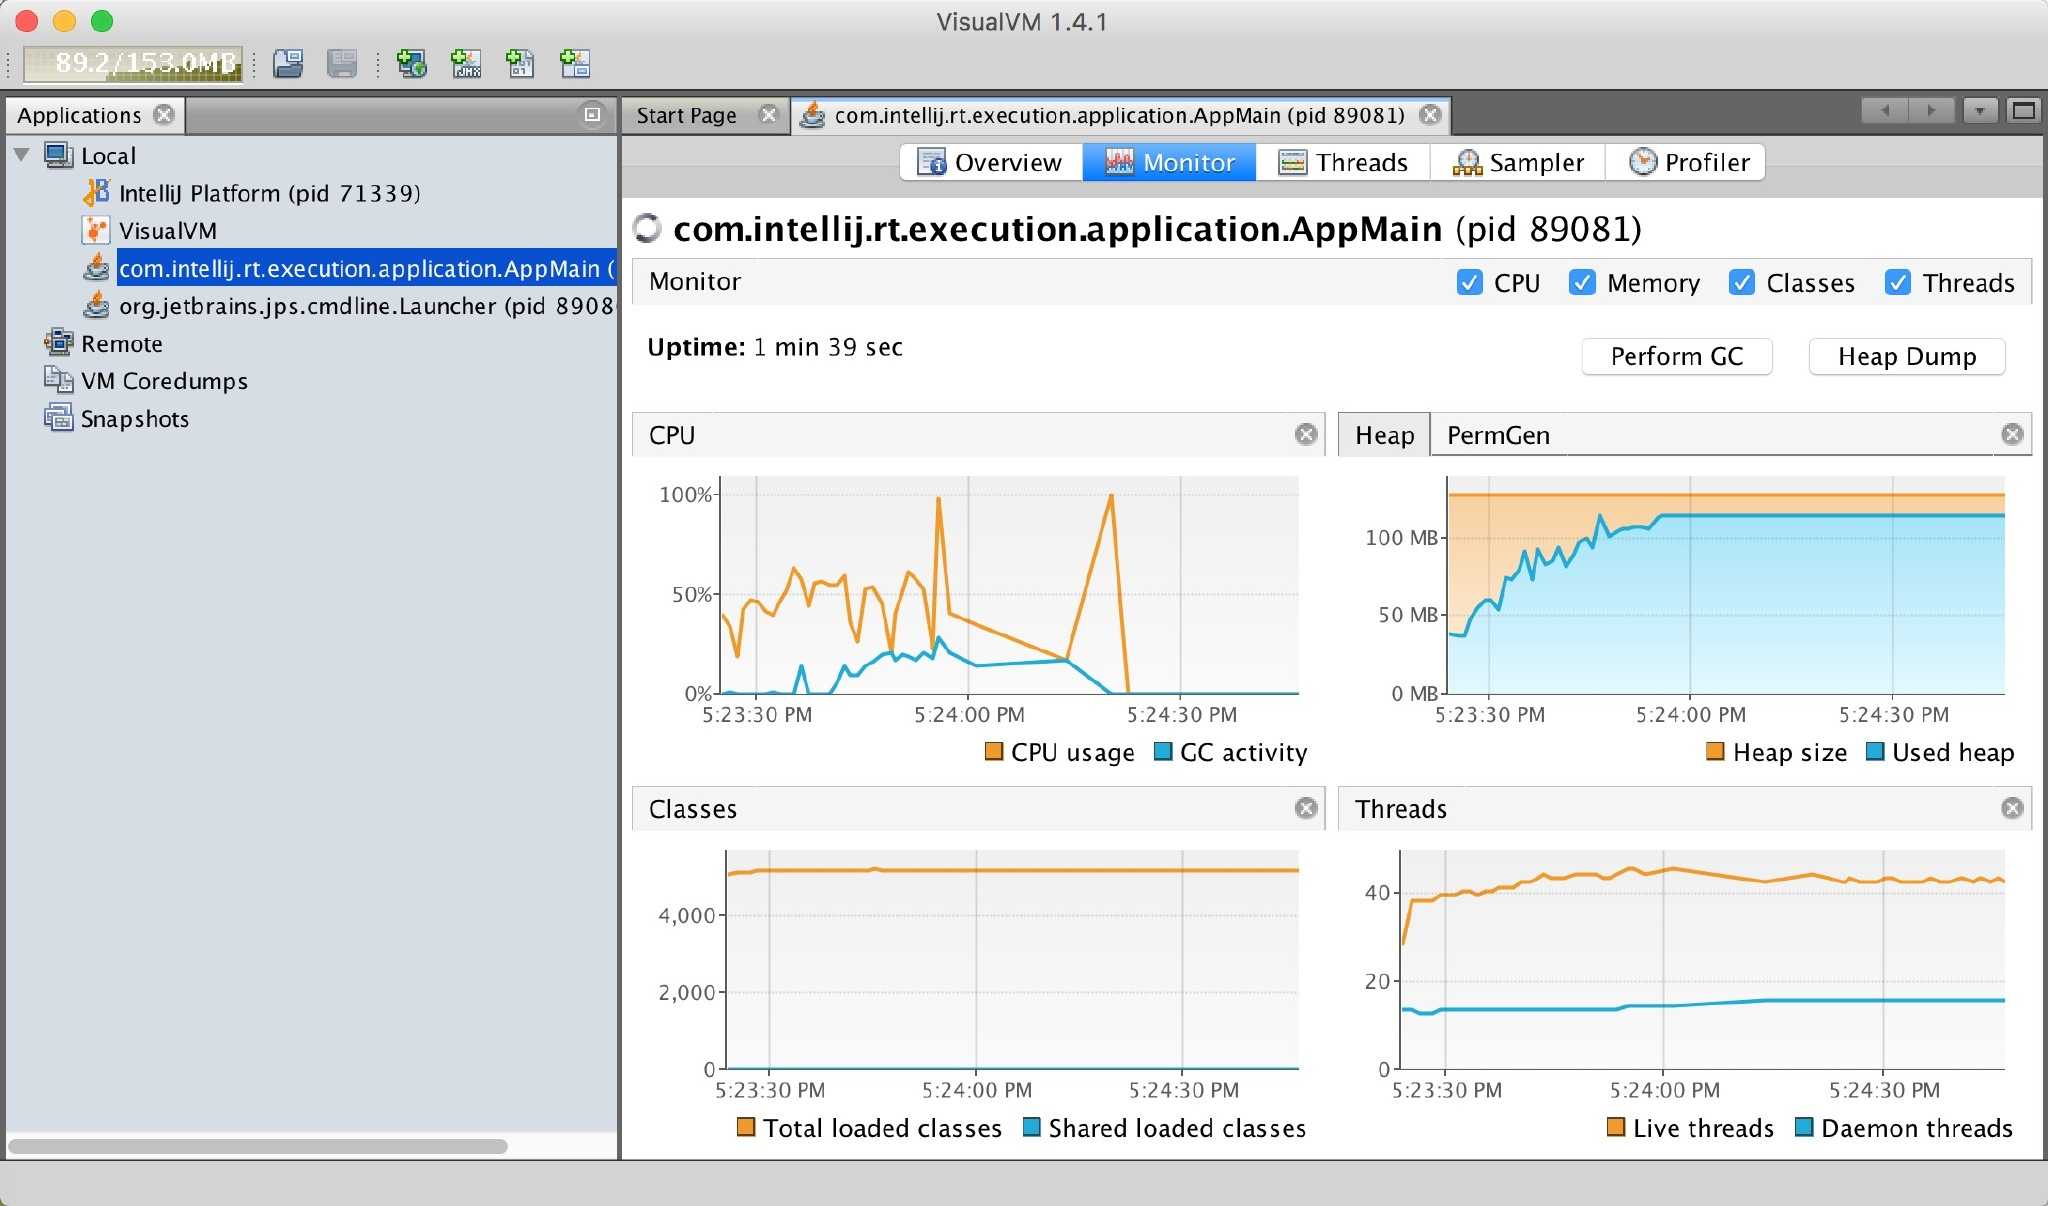 VisualVM 1.4.1
89.2/153.0MB
Applications
Start Page
com.intellij.rt.execution.application.AppMain (pid 89081)
Local
IntelliJ Platform (pid 71339)
VisualVM
com.intellij.rt.execution.application.AppMain (
org.jetbrains.jps.cmdline.Launcher (pid 8908
Remote
VM Coredumps
Snapshots
Overview Monitor Threads Sampler Profiler
com.intellij.rt.execution.application.AppMain (pid 89081)
Monitor
CPU Memory Classes Threads
Uptime: 1 min 39 sec
Perform GC Heap Dump
CPU
100%
50%
0%
5:23:30 PM 5:24:00 PM 5:24:30 PM
CPU usage GC activity
Heap PermGen
100 MB
50 MB
0 MB
5:23:30 PM 5:24:00 PM 5:24:30 PM
Heap size Used heap
Classes
4,000
2,000
0
5:23:30 PM 5:24:00 PM 5:24:30 PM
Total loaded classes Shared loaded classes
Threads
40
20
0
5:23:30 PM 5:24:00 PM 5:24:30 PM
Live threads Daemon threads